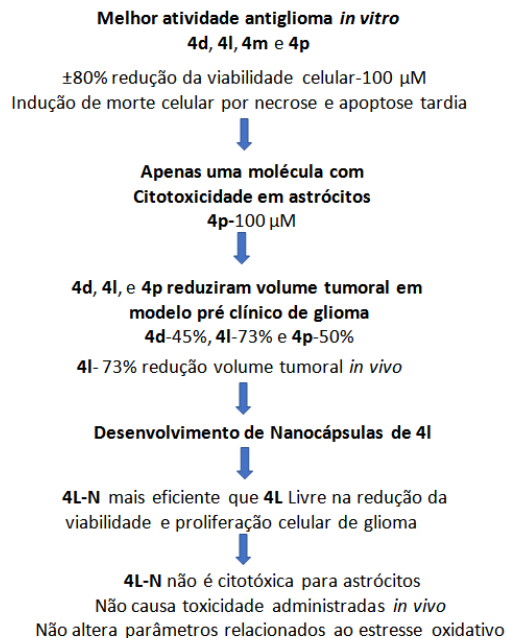 Melhor atividade antiglioma in vitro
4d, 4l, 4m e 4p
±80% redução da viabilidade celular-100 µM
Indução de morte celular por necrose e apoptose tardia
Apenas uma molécula com
Citotoxicidade em astrócitos
4p-100 µM
4d, 4l, e 4p reduziram volume tumoral em
modelo pré clínico de glioma
4d-45%, 4l-73% e 4p-50%
4l- 73% redução volume tumoral in vivo
Desenvolvimento de Nanocápsulas de 4l
4L-N mais eficiente que 4L Livre na redução da
viabilidade e proliferação celular de glioma
4L-N não é citotóxica para astrócitos
Não causa toxicidade administradas in vivo
Não altera parâmetros relacionados ao estresse oxidativo